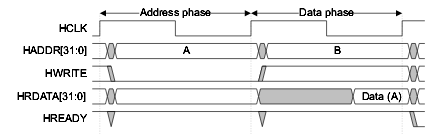 Address phase Data phase
HCLK
HADDR[31:0] A B
HWRITE
HRDATA[31:0] Data (A)
HREADY